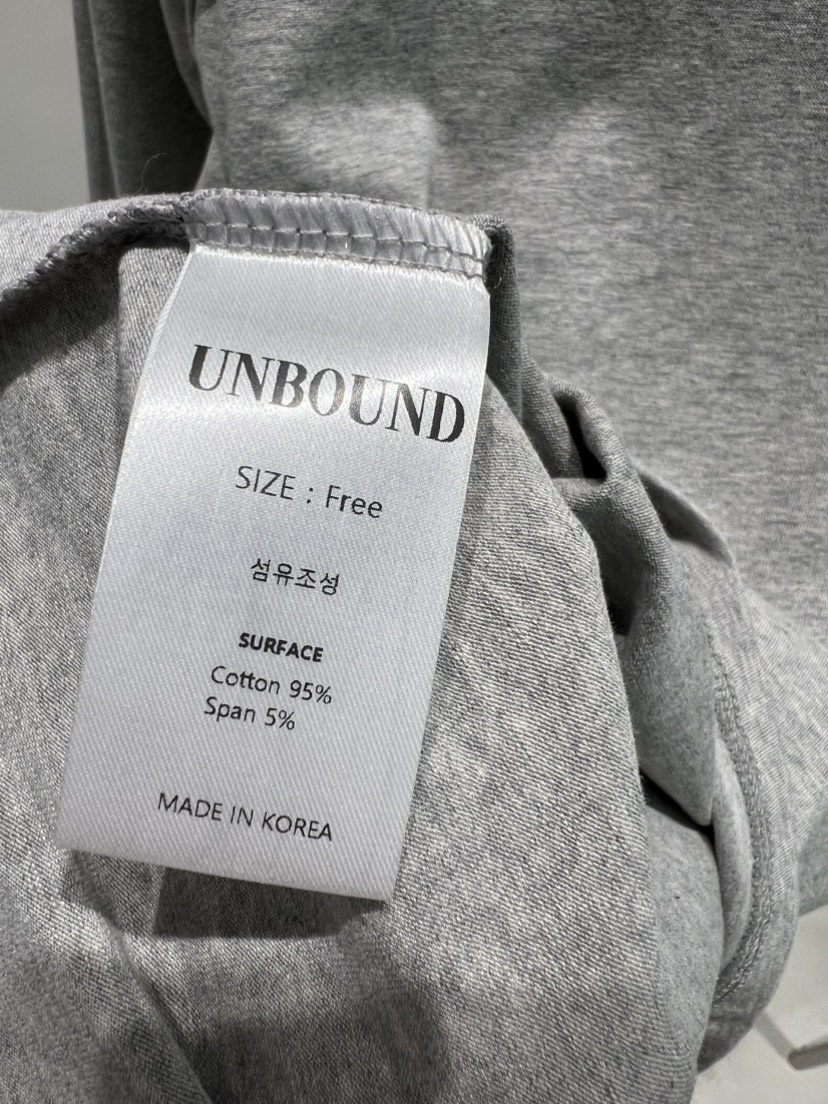 UNBOUND
SIZE : Free
섬유조성
SURFACE
Cotton 95%
Span 5%
MADE IN KOREA